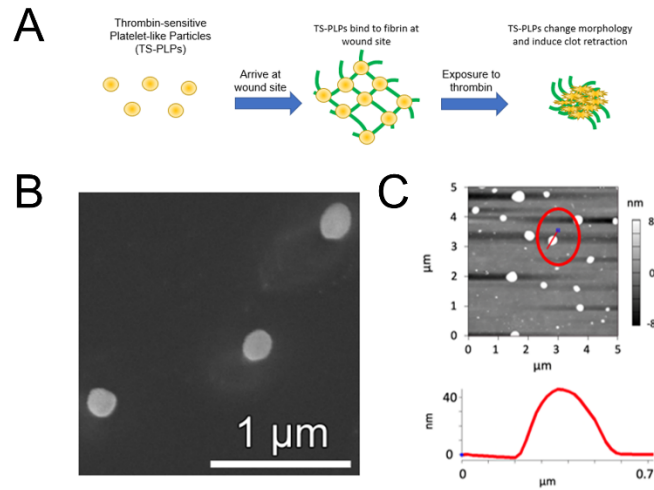 A
Thrombin-sensitive
Platelet-like Particles
(TS-PLPs)
Arrive at
wound site
TS-PLPs bind to fibrin at
wound site
Exposure to
thrombin
TS-PLPs change morphology
and induce clot retraction
B
1 μm
C
nm
8
0
-8
μm
5
4
3
2
1
0
0 1 2 3 4 5
μm
nm
40
0
0 0.7
μm